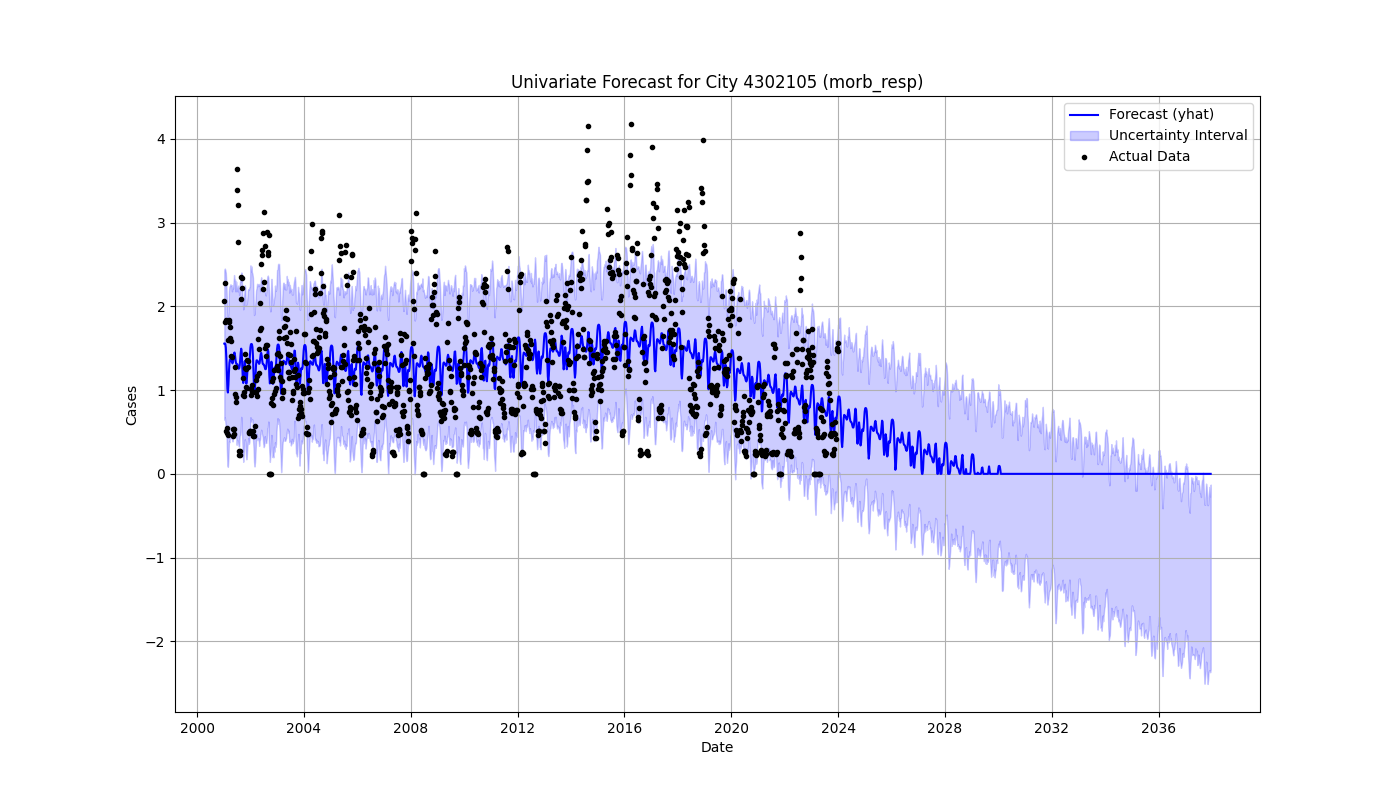 Univariate Forecast for City 4302105 (morb_resp)
Forecast (yhat)
Uncertainty Interval
Actual Data
Cases
4
3
2
1
0
−1
−2
2000 2004 2008 2012 2016 2020 2024 2028 2032 2036
Date